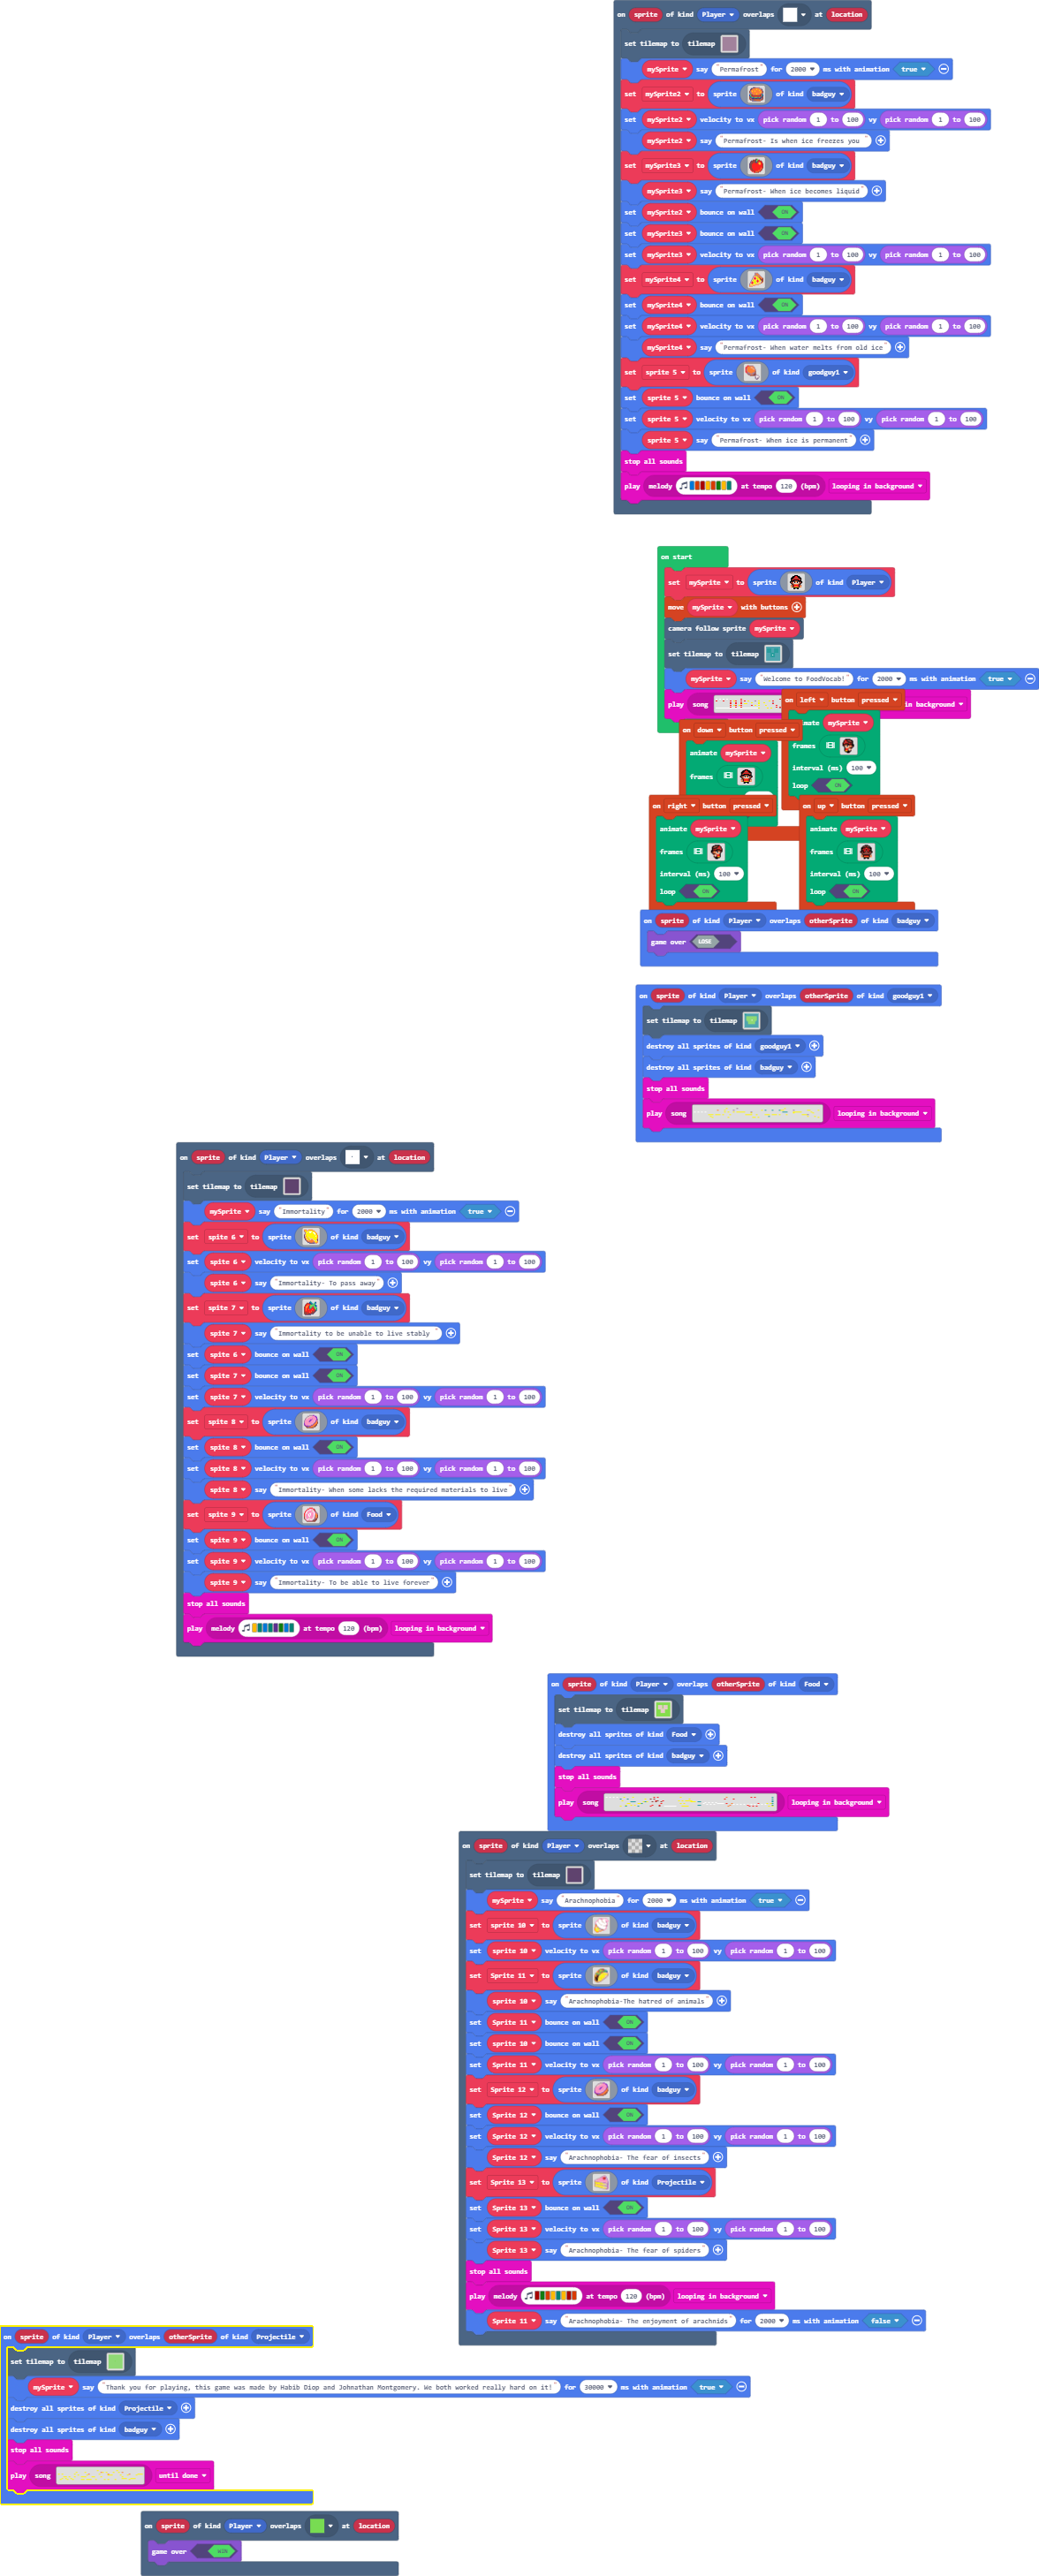 on sprite of kind Player overlaps at location
set tilemap to tilemap
mySprite say "Permafrost" for 2000 ms with animation true
set mySprite2 to sprite of kind badguy
set mySprite2 velocity to vx pick random 1 to 100 vy pick random 1 to 100
mySprite2 say "Permafrost- Is when ice freezes you "
set mySprite3 to sprite of kind badguy
mySprite3 say "Permafrost- When ice becomes liquid"
set mySprite2 bounce on wall ON
set mySprite3 bounce on wall ON
set mySprite3 velocity to vx pick random 1 to 100 vy pick random 1 to 100
set mySprite4 to sprite of kind badguy
set mySprite4 bounce on wall ON
set mySprite4 velocity to vx pick random 1 to 100 vy pick random 1 to 100
mySprite4 say "Permafrost- When water melts from old ice"
set sprite 5 to sprite of kind goodguy1
set sprite 5 bounce on wall ON
set sprite 5 velocity to vx pick random 1 to 100 vy pick random 1 to 100
sprite 5 say "Permafrost- When ice is permanent"
stop all sounds
play melody at tempo 120 (bpm) looping in background
on start
set mySprite to sprite of kind Player
move mySprite with buttons
camera follow sprite mySprite
set tilemap to tilemap
mySprite say "Welcome to FoodVocab!" for 2000 ms with animation true
play song in background
on left button pressed
mySprite
frames
interval (ms) 100
loop ON
on down button pressed
animate mySprite
frames
on right button pressed
animate mySprite
frames
interval (ms) 100
loop ON
on up button pressed
animate mySprite
frames
interval (ms) 100
loop ON
on sprite of kind Player overlaps otherSprite of kind badguy
game over LOSE
on sprite of kind Player overlaps otherSprite of kind goodguy1
set tilemap to tilemap
destroy all sprites of kind goodguy1
destroy all sprites of kind badguy
stop all sounds
play song looping in background
on sprite of kind Player overlaps at location
set tilemap to tilemap
mySprite say "Immortality" for 2000 ms with animation true
set spite 6 to sprite of kind badguy
set spite 6 velocity to vx pick random 1 to 100 vy pick random 1 to 100
spite 6 say "Immortality- To pass away"
set spite 7 to sprite of kind badguy
spite 7 say "Immortality to be unable to live stably "
set spite 6 bounce on wall ON
set spite 7 bounce on wall ON
set spite 7 velocity to vx pick random 1 to 100 vy pick random 1 to 100
set spite 8 to sprite of kind badguy
set spite 8 bounce on wall ON
set spite 8 velocity to vx pick random 1 to 100 vy pick random 1 to 100
spite 8 say "Immortality- When some lacks the required materials to live"
set spite 9 to sprite of kind Food
set spite 9 bounce on wall ON
set spite 9 velocity to vx pick random 1 to 100 vy pick random 1 to 100
spite 9 say "Immortality- To be able to live forever"
stop all sounds
play melody at tempo 120 (bpm) looping in background
on sprite of kind Player overlaps otherSprite of kind Food
set tilemap to tilemap
destroy all sprites of kind Food
destroy all sprites of kind badguy
stop all sounds
play song looping in background
on sprite of kind Player overlaps at location
set tilemap to tilemap
mySprite say "Arachnophobia" for 2000 ms with animation true
set sprite 10 to sprite of kind badguy
set sprite 10 velocity to vx pick random 1 to 100 vy pick random 1 to 100
set Sprite 11 to sprite of kind badguy
sprite 10 say "Arachnophobia-The hatred of animals"
set Sprite 11 bounce on wall ON
set sprite 10 bounce on wall ON
set Sprite 11 velocity to vx pick random 1 to 100 vy pick random 1 to 100
set Sprite 12 to sprite of kind badguy
set Sprite 12 bounce on wall ON
set Sprite 12 velocity to vx pick random 1 to 100 vy pick random 1 to 100
Sprite 12 say "Arachnophobia- The fear of insects"
set Sprite 13 to sprite of kind Projectile
set Sprite 13 bounce on wall ON
set Sprite 13 velocity to vx pick random 1 to 100 vy pick random 1 to 100
Sprite 13 say "Arachnophobia- The fear of spiders"
stop all sounds
play melody at tempo 120 (bpm) looping in background
Sprite 11 say "Arachnophobia- The enjoyment of arachnids" for 2000 ms with animation false
on sprite of kind Player overlaps otherSprite of kind Projectile
set tilemap to tilemap
mySprite say "Thank you for playing, this game was made by Habib Diop and Johnathan Montgomery. We both worked really hard on it!" for 30000 ms with animation true
destroy all sprites of kind Projectile
destroy all sprites of kind badguy
stop all sounds
play song until done
on sprite of kind Player overlaps at location
game over WIN